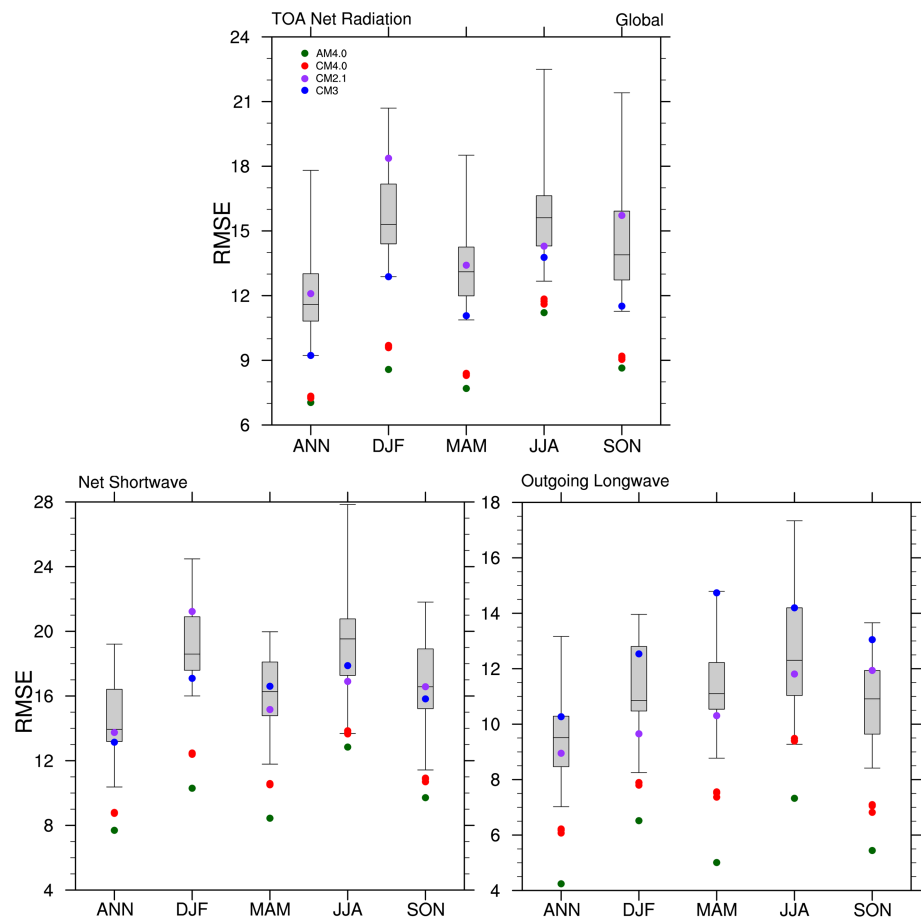 TOA Net Radiation Global
24
21
18
15
12
9
6
RMSE
AM4.0
CM4.0
CM2.1
CM3
ANN DJF MAM JJA SON
Net Shortwave
28
24
20
16
12
8
4
RMSE
ANN DJF MAM JJA SON
Outgoing Longwave
18
16
14
12
10
8
6
4
ANN DJF MAM JJA SON